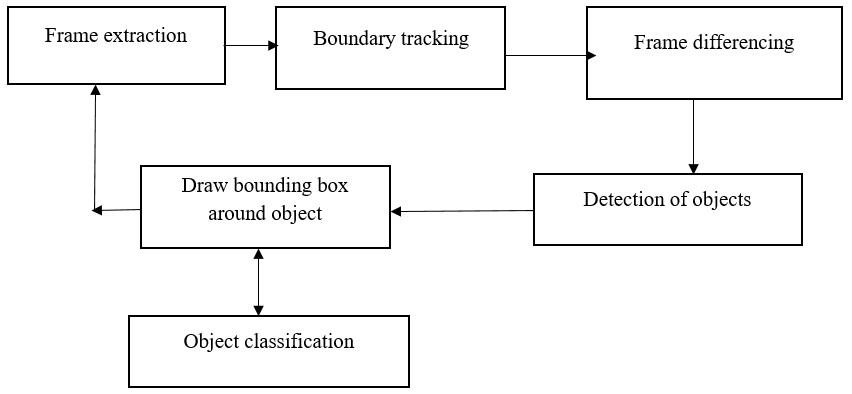 Frame extraction
Boundary tracking
Frame differencing
Draw bounding box
around object
Detection of objects
Object classification